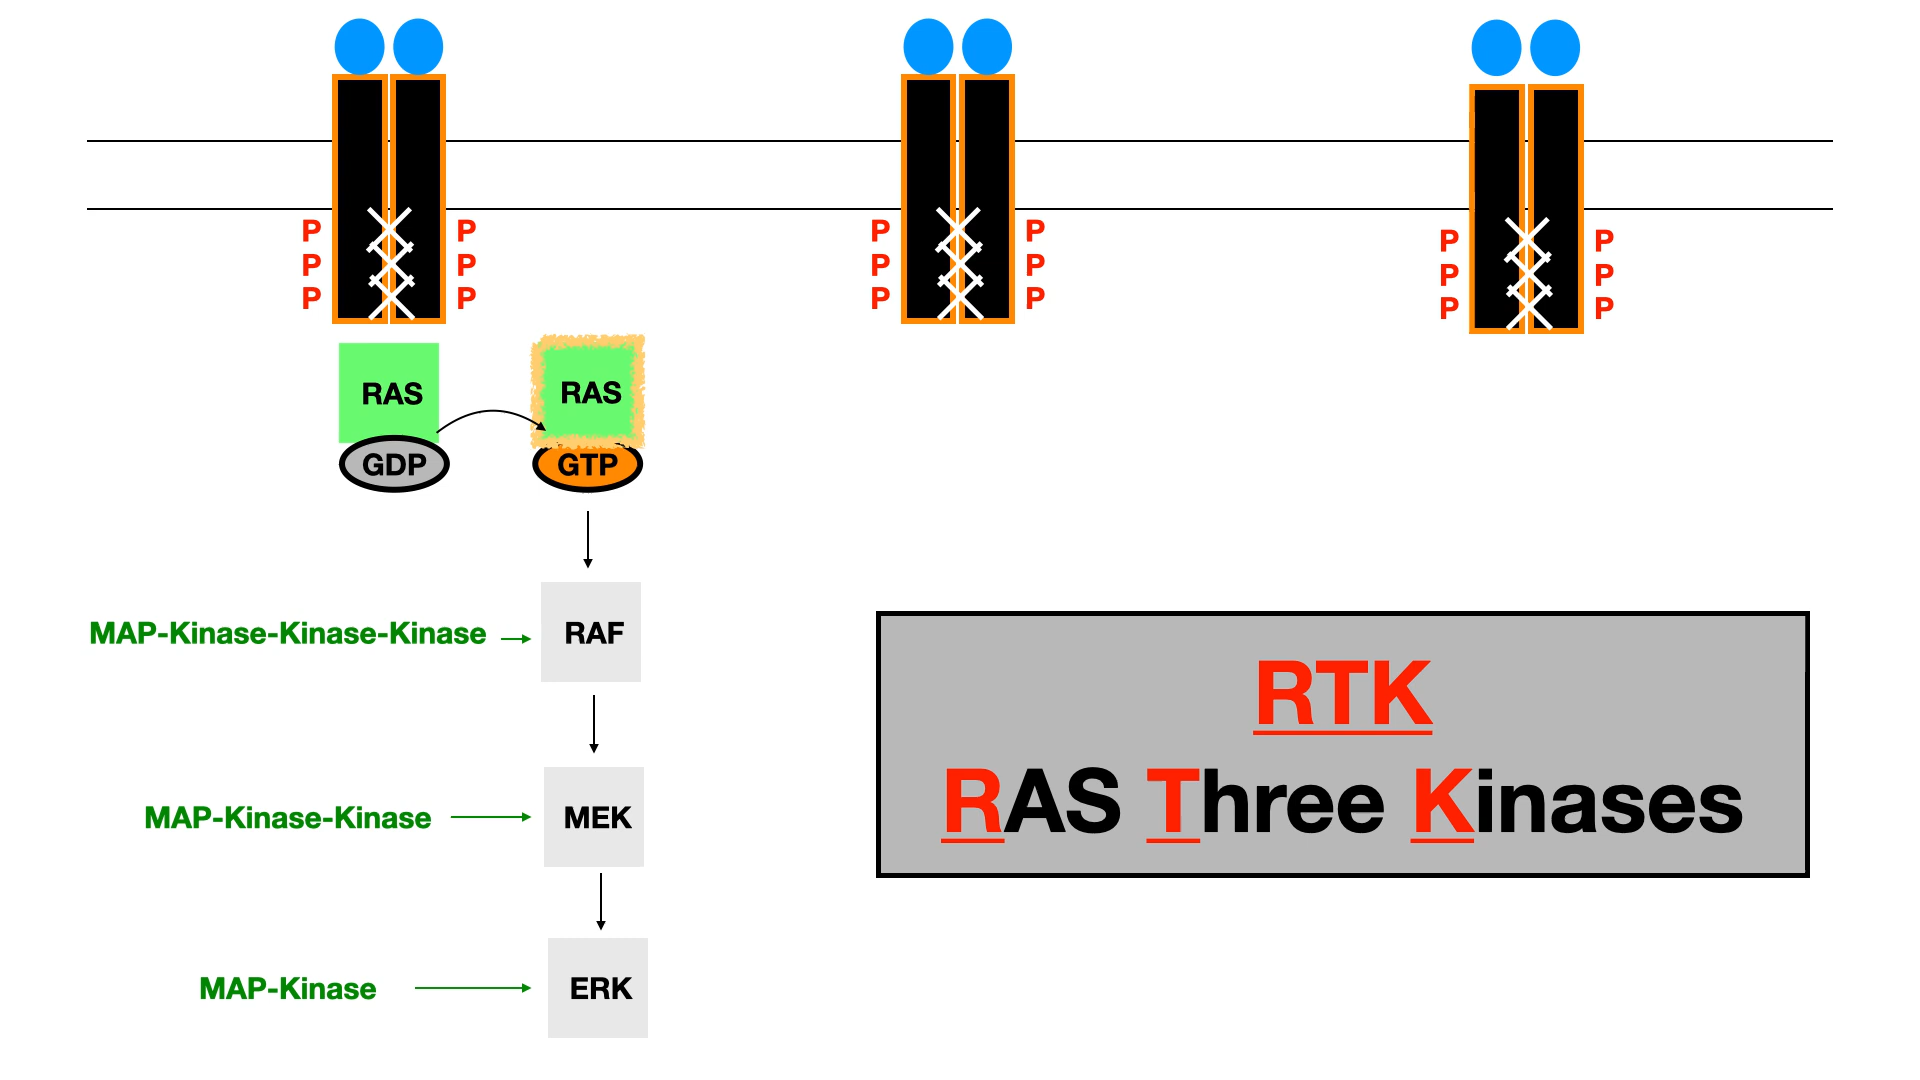 P P P P P P
P P P P P P
P P P P P P
RAS RAS
GDP GTP
MAP-Kinase-Kinase-Kinase RAF
RTK
RAS Three Kinases
MAP-Kinase-Kinase MEK
MAP-Kinase ERK